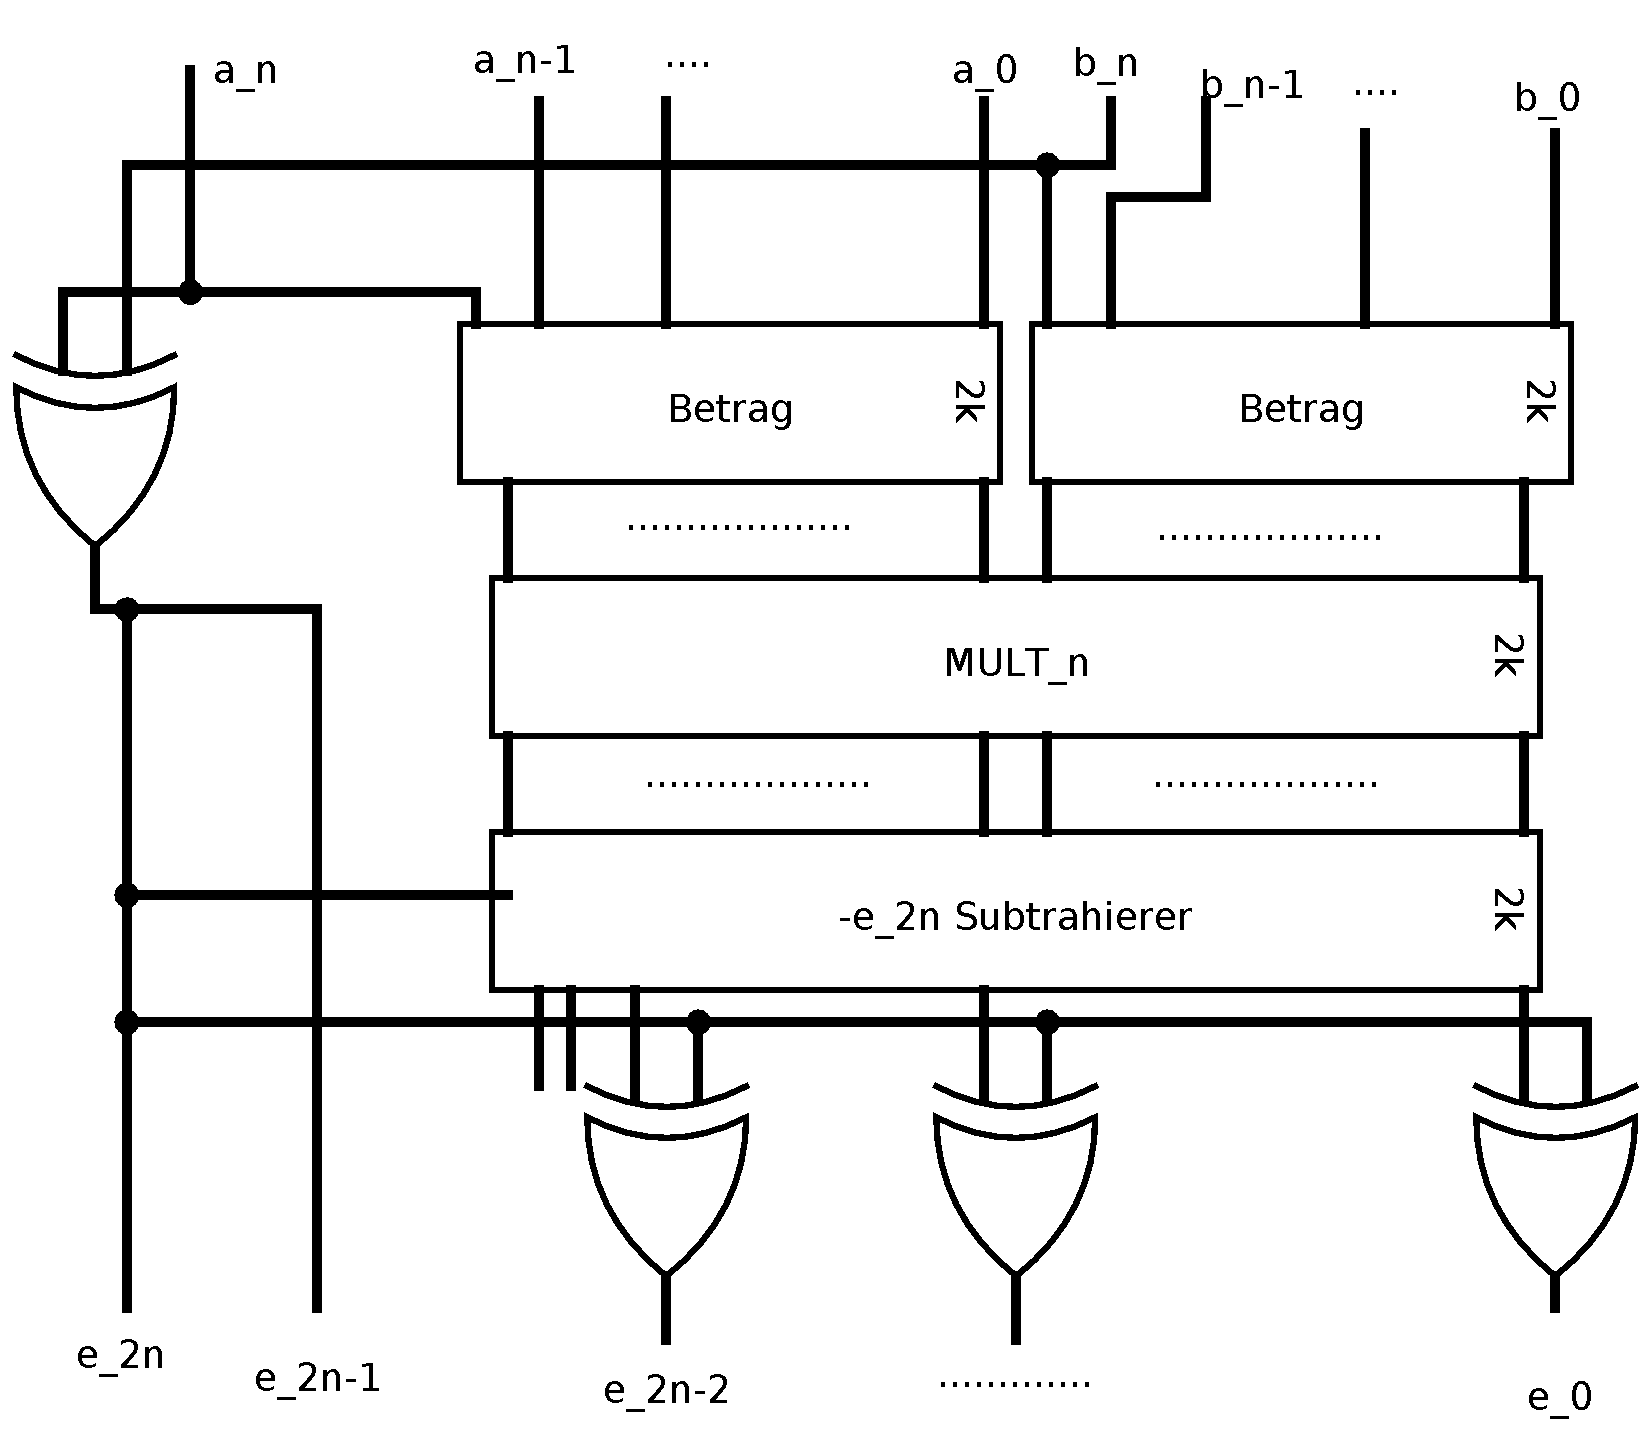 a_n
a_n-1
....
a_0
b_n
b_n-1
....
b_0
Betrag
2k
Betrag
2k
...................
...................
MULT_n
2k
...................
...................
-e_2n Subtrahierer
2k
e_2n
e_2n-1
e_2n-2
.............
e_0